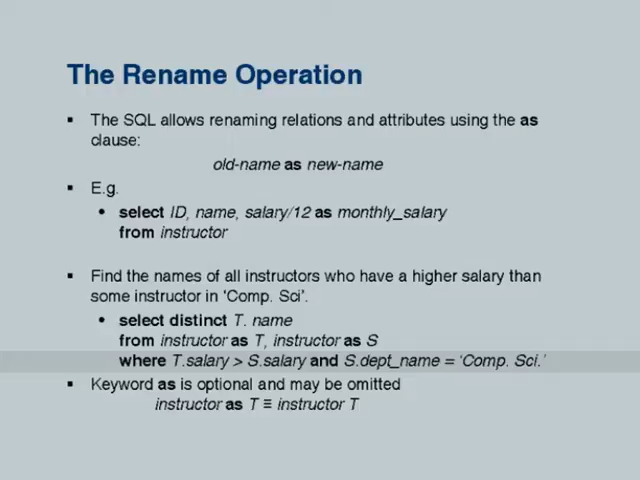 The Rename Operation
▪ The SQL allows renaming relations and attributes using the as
clause:
old-name as new-name
▪ E.g.
• select ID, name, salary/12 as monthly_salary
from instructor
▪ Find the names of all instructors who have a higher salary than
some instructor in ‘Comp. Sci’.
• select distinct T. name
from instructor as T, instructor as S
where T.salary > S.salary and S.dept_name = ‘Comp. Sci.’
▪ Keyword as is optional and may be omitted
instructor as T ≡ instructor T